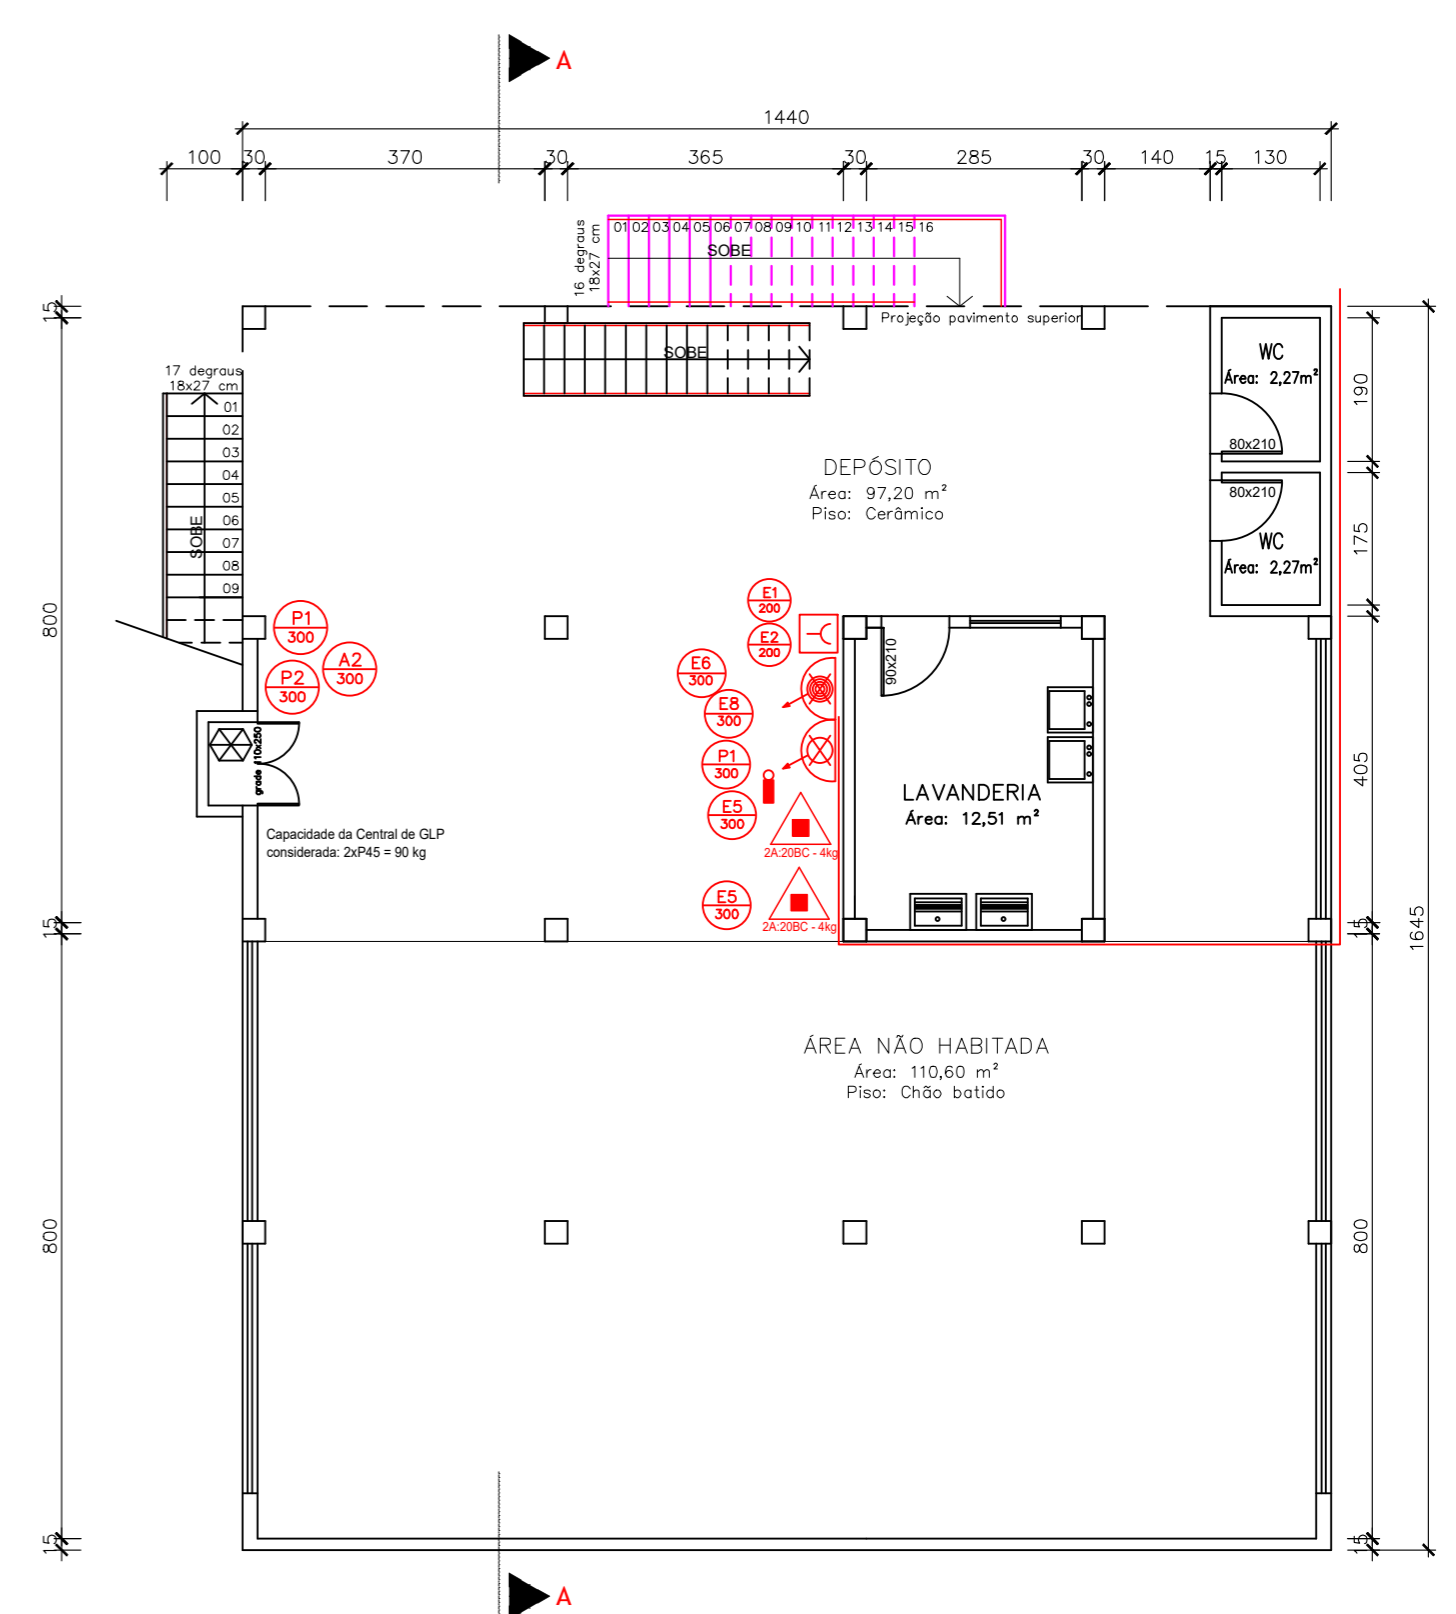 A
1440
100 30 370 30 365 30 285 30 140 15 130
16 degraus
18x27 cm
01 02 03 04 05 06 07 08 09 10 11 12 13 14 15 16
SOBE
Projeção pavimento superior
SOBE
17 degraus
18x27 cm
01
02
03
04
05
06
07
08
09
SOBE
WC
Área: 2,27m²
80x210
80x210
WC
Área: 2,27m²
DEPÓSITO
Área: 97,20 m²
Piso: Cerâmico
P1
300
A2
300
P2
300
grade 110x250
Capacidade da Central de GLP
considerada: 2xP45 = 90 kg
E1
200
E2
200
E6
300
E8
300
P1
300
E5
300
2A:20BC - 4kg
E5
300
2A:20BC - 4kg
90x210
LAVANDERIA
Área: 12,51 m²
ÁREA NÃO HABITADA
Área: 110,60 m²
Piso: Chão batido
15
800
15
800
15
190
175
405
15
800
15
1645
A